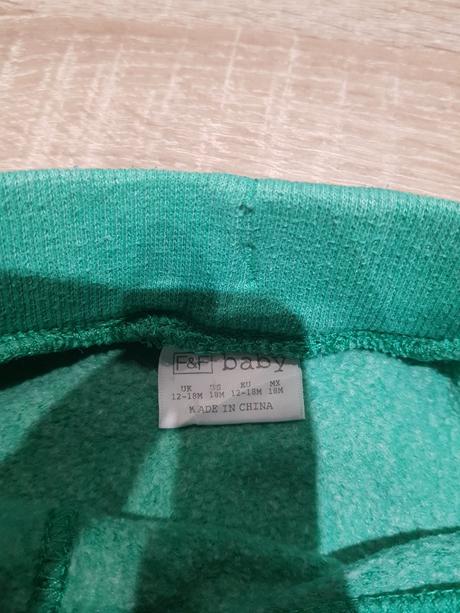 F&F baby
UK US EU MX
12-18M 18M 12-18M 18M
MADE IN CHINA